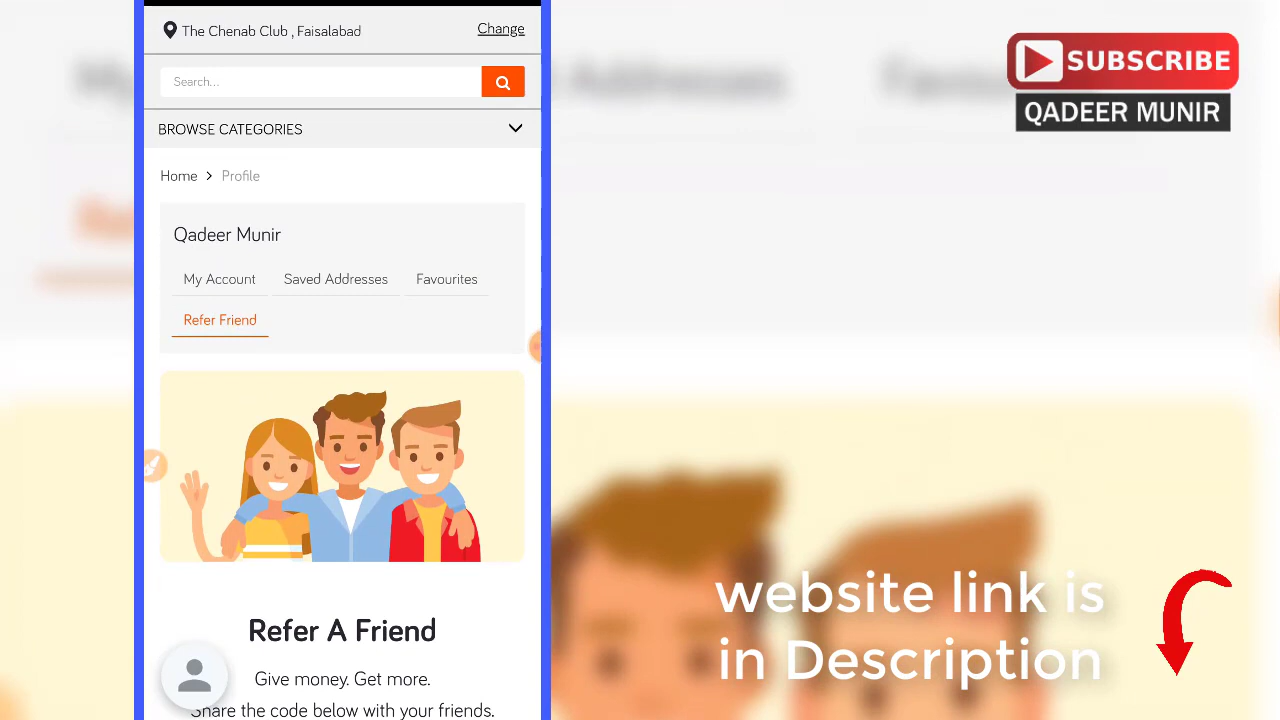 The Chenab Club , Faisalabad
Change
Search...
BROWSE CATEGORIES
Home > Profile
Qadeer Munir
My Account Saved Addresses Favourites
Refer Friend
Refer A Friend
Give money. Get more.
Share the code below with your friends.
SUBSCRIBE
QADEER MUNIR
website link is
in Description